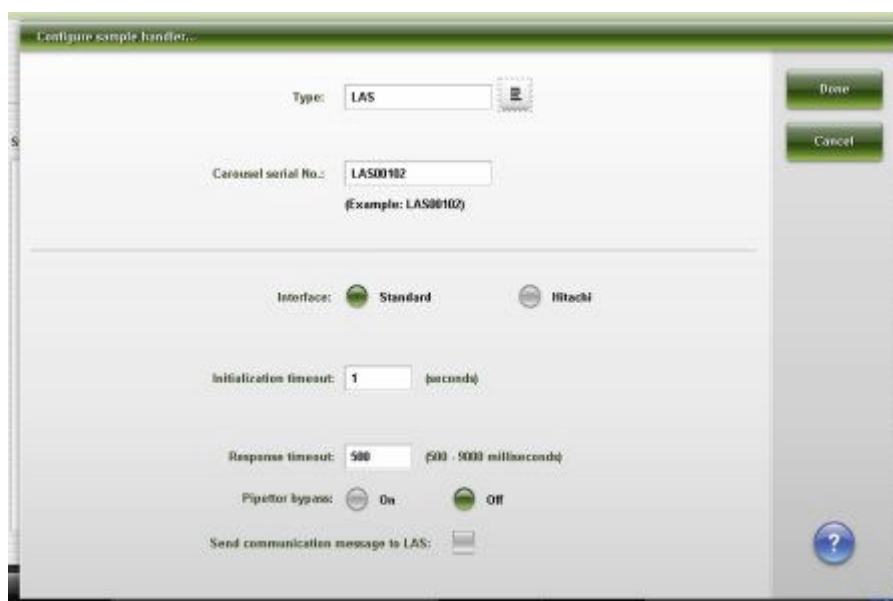 Configure sample handler...
Type: LAS
Done
Cancel
Carousel serial No.: LAS00102
(Example: LAS00102)
Interface: Standard Hitachi
Initialization timeout: 1 (seconds)
Response timeout: 500 (500 - 9000 milliseconds)
Pipettor bypass: On Off
Send communication message to LAS:
?